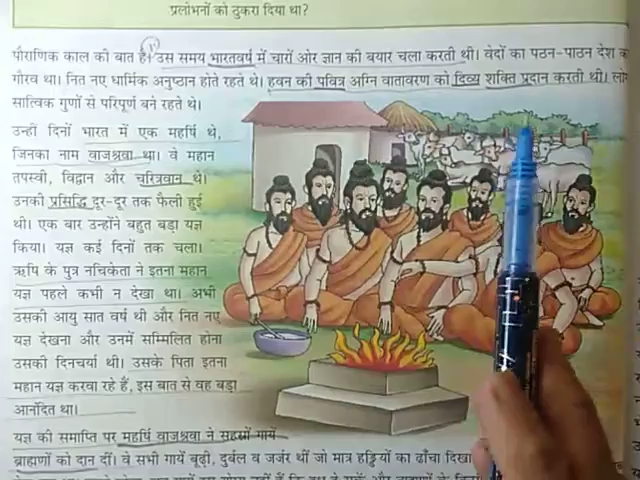 प्रलोभनों को ठुकरा दिया था?
पौराणिक काल की बात है। उस समय भारतवर्ष में चारों ओर ज्ञान की बयार चला करती थी। वेदों का पठन-पाठन देश
गौरव था। नित नए धार्मिक अनुष्ठान होते रहते थे। हवन की पवित्र अग्नि वातावरण को दिव्य शक्ति प्रदान करती थी।
सात्विक गुणों से परिपूर्ण बने रहते थे।
उन्हीं दिनों भारत में एक महर्षि थे,
जिनका नाम वाजश्रवा था। वे महान
तपस्वी, विद्वान और चरित्रवान थे।
उनकी प्रसिद्धि दूर-दूर तक फैली हुई
थी। एक बार उन्होंने बहुत बड़ा यज्ञ
किया। यज्ञ कई दिनों तक चला।
ऋषि के पुत्र नचिकेता ने इतना महान
यज्ञ पहले कभी न देखा था। अभी
उसकी आयु सात वर्ष थी और नित नए
यज्ञ देखना और उनमें सम्मिलित होना
उसकी दिनचर्या थी। उसके पिता इतना
महान यज्ञ करवा रहे हैं, इस बात से वह बड़ा
आनंदित था।
यज्ञ की समाप्ति पर महर्षि वाजश्रवा ने सहस्रों गायें
ब्राह्मणों को दान दीं। वे सभी गायें बूढ़ी, दुर्बल व जर्जर थीं जो मात्र हड्डियों का ढाँचा